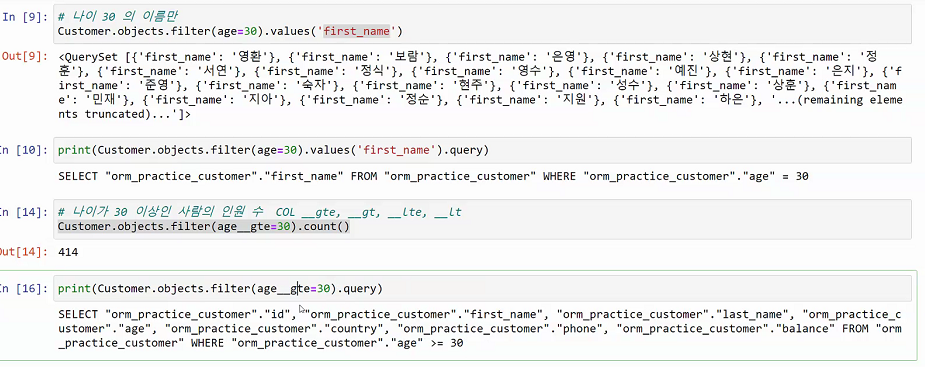 In [9]: # 나이 30 의 이름만
Customer.objects.filter(age=30).values('first_name')
Out[9]: <QuerySet [{'first_name': '영환'}, {'first_name': '보람'}, {'first_name': '은영'}, {'first_name': '상현'}, {'first_name': '정
훈'}, {'first_name': '서연'}, {'first_name': '정식'}, {'first_name': '영수'}, {'first_name': '예진'}, {'first_name': '은지'}, {'f
irst_name': '준영'}, {'first_name': '숙자'}, {'first_name': '현주'}, {'first_name': '성수'}, {'first_name': '상훈'}, {'first_nam
e': '민재'}, {'first_name': '지아'}, {'first_name': '정순'}, {'first_name': '지원'}, {'first_name': '하은'}, '...(remaining eleme
nts truncated)...']>
In [10]: print(Customer.objects.filter(age=30).values('first_name').query)
SELECT "orm_practice_customer"."first_name" FROM "orm_practice_customer" WHERE "orm_practice_customer"."age" = 30
In [14]: # 나이가 30 이상인 사람의 인원 수  COL __gte, __gt, __lte, __lt
Customer.objects.filter(age__gte=30).count()
Out[14]: 414
In [16]: print(Customer.objects.filter(age__gte=30).query)
SELECT "orm_practice_customer"."id", "orm_practice_customer"."first_name", "orm_practice_customer"."last_name", "orm_practice_c
ustomer"."age", "orm_practice_customer"."country", "orm_practice_customer"."phone", "orm_practice_customer"."balance" FROM "orm
_practice_customer" WHERE "orm_practice_customer"."age" >= 30